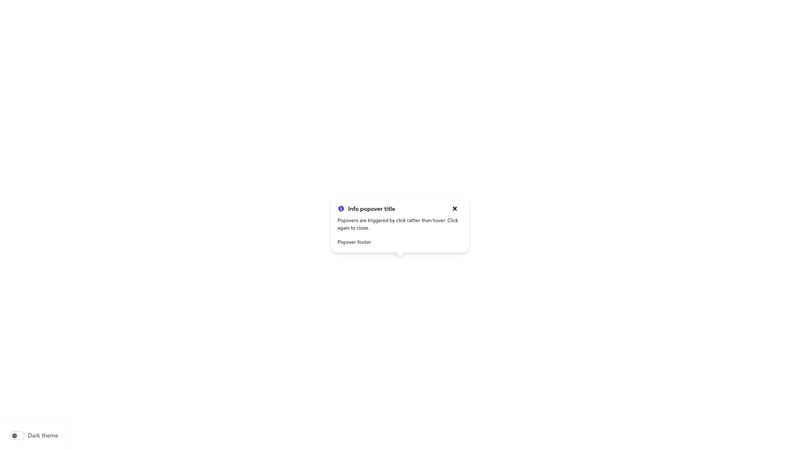 Info popover title
Popovers are triggered by click rather than hover. Click
again to close.
Popover footer
Dark theme